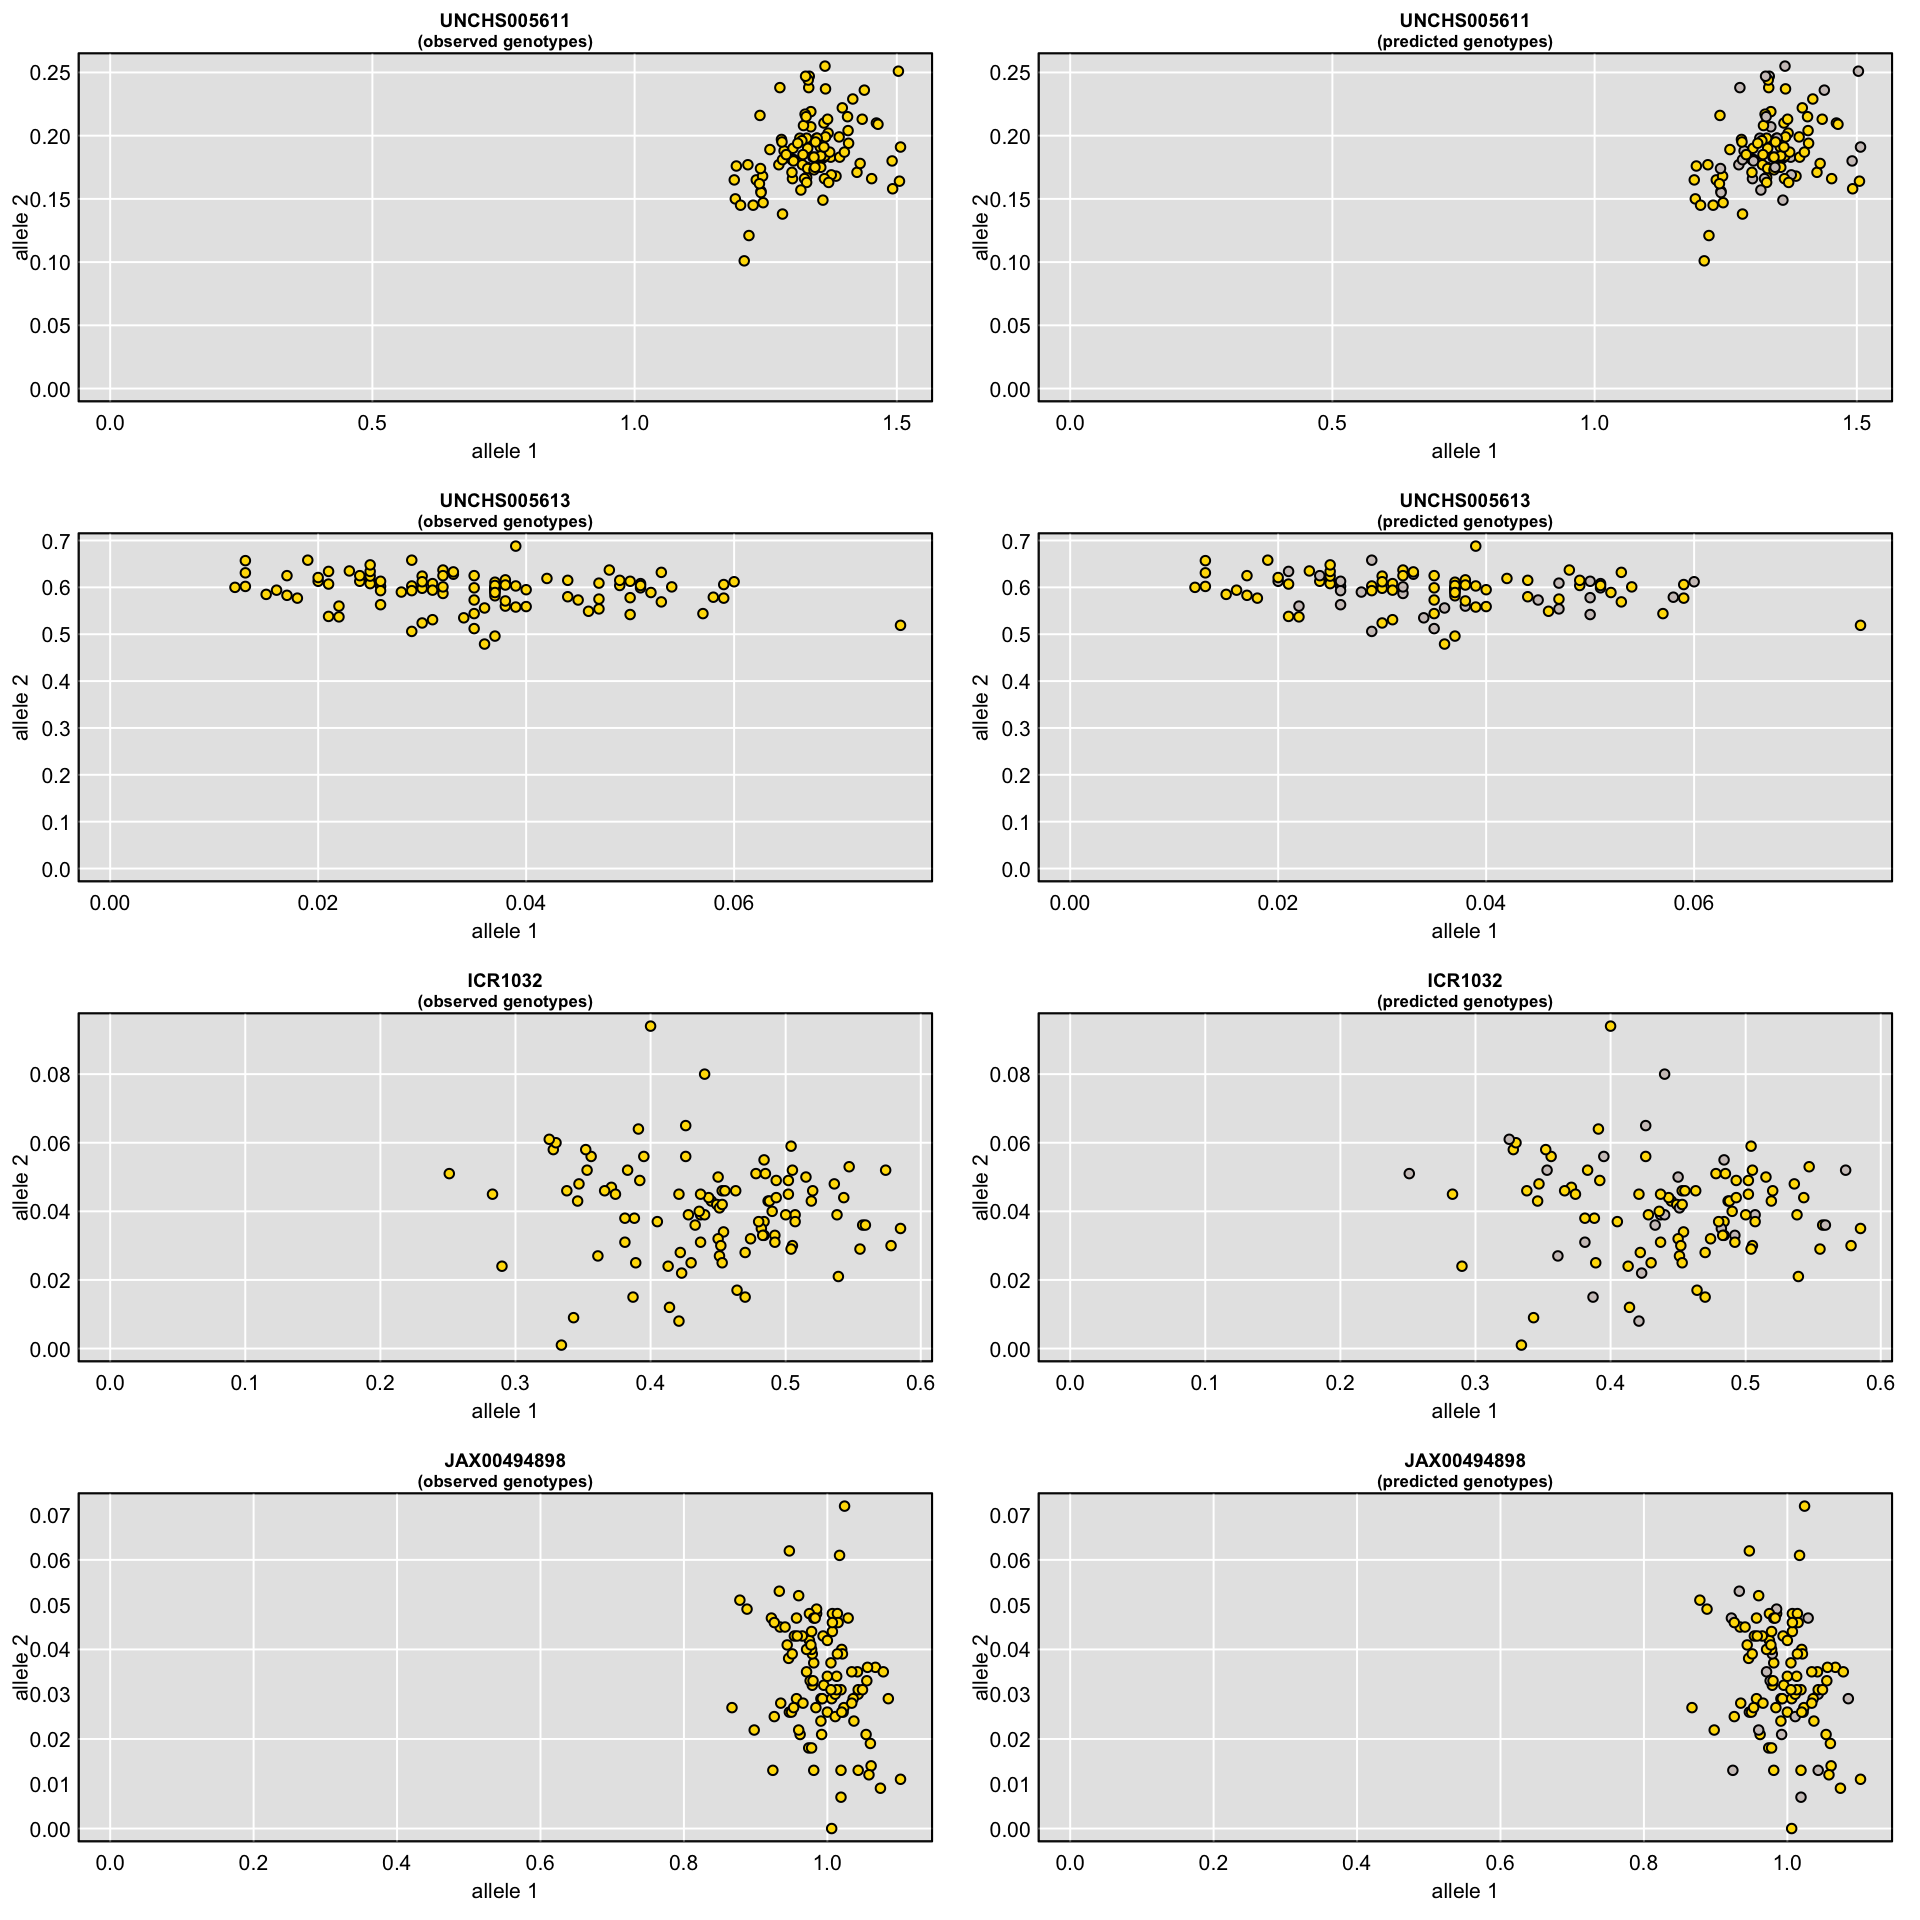 UNCHS005611
(observed genotypes)
0.25
0.20
0.15
0.10
0.05
0.00
allele 2
0.0 0.5 1.0 1.5
allele 1
UNCHS005611
(predicted genotypes)
0.25
0.20
0.15
0.10
0.05
0.00
allele 2
0.0 0.5 1.0 1.5
allele 1
UNCHS005613
(observed genotypes)
0.7
0.6
0.5
0.4
0.3
0.2
0.1
0.0
allele 2
0.00 0.02 0.04 0.06
allele 1
UNCHS005613
(predicted genotypes)
0.7
0.6
0.5
0.4
0.3
0.2
0.1
0.0
allele 2
0.00 0.02 0.04 0.06
allele 1
ICR1032
(observed genotypes)
0.08
0.06
0.04
0.02
0.00
allele 2
0.0 0.1 0.2 0.3 0.4 0.5 0.6
allele 1
ICR1032
(predicted genotypes)
0.08
0.06
0.04
0.02
0.00
allele 2
0.0 0.1 0.2 0.3 0.4 0.5 0.6
allele 1
JAX00494898
(observed genotypes)
0.07
0.06
0.05
0.04
0.03
0.02
0.01
0.00
allele 2
0.0 0.2 0.4 0.6 0.8 1.0
allele 1
JAX00494898
(predicted genotypes)
0.07
0.06
0.05
0.04
0.03
0.02
0.01
0.00
allele 2
0.0 0.2 0.4 0.6 0.8 1.0
allele 1